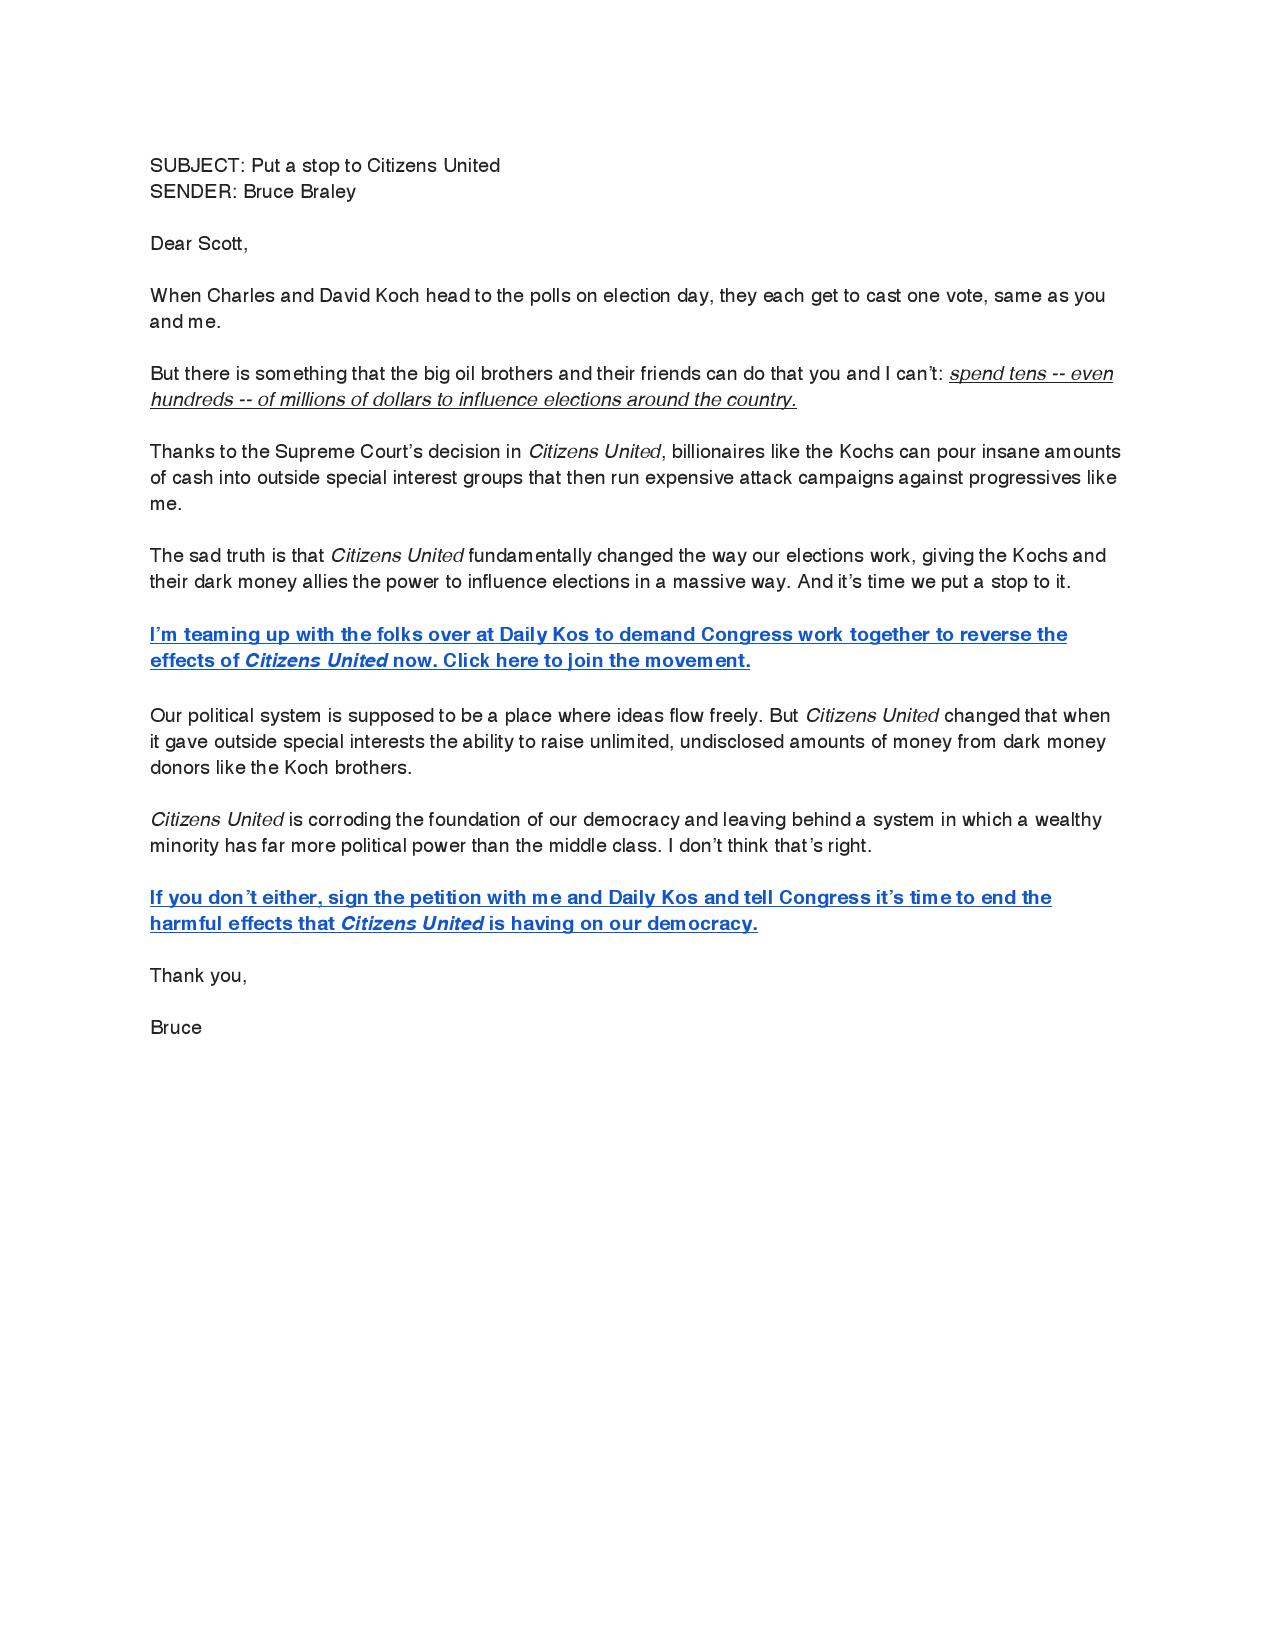 SUBJECT: Put a stop to Citizens United
SENDER: Bruce Braley
Dear Scott,
When Charles and David Koch head to the polls on election day, they each get to cast one vote, same as you
and me.
But there is something that the big oil brothers and their friends can do that you and I can’t: spend tens -- even
hundreds -- of millions of dollars to influence elections around the country.
Thanks to the Supreme Court’s decision in Citizens United, billionaires like the Kochs can pour insane amounts
of cash into outside special interest groups that then run expensive attack campaigns against progressives like
me.
The sad truth is that Citizens United fundamentally changed the way our elections work, giving the Kochs and
their dark money allies the power to influence elections in a massive way. And it’s time we put a stop to it.
I’m teaming up with the folks over at Daily Kos to demand Congress work together to reverse the
effects of Citizens United now. Click here to join the movement.
Our political system is supposed to be a place where ideas flow freely. But Citizens United changed that when
it gave outside special interests the ability to raise unlimited, undisclosed amounts of money from dark money
donors like the Koch brothers.
Citizens United is corroding the foundation of our democracy and leaving behind a system in which a wealthy
minority has far more political power than the middle class. I don’t think that’s right.
If you don’t either, sign the petition with me and Daily Kos and tell Congress it’s time to end the
harmful effects that Citizens United is having on our democracy.
Thank you,
Bruce